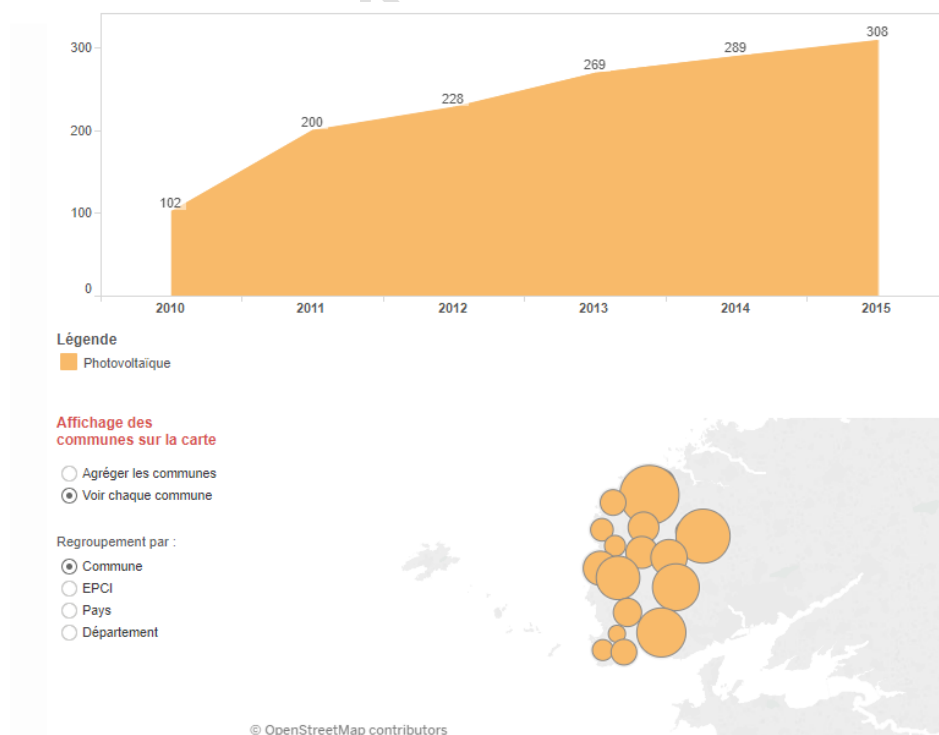 308
300
289
269
228
200
200
102
100
0
2010 2011 2012 2013 2014 2015
Légende
Photovoltaïque
Affichage des
communes sur la carte
Agréger les communes
Voir chaque commune
Regroupement par :
Commune
EPCI
Pays
Département
© OpenStreetMap contributors